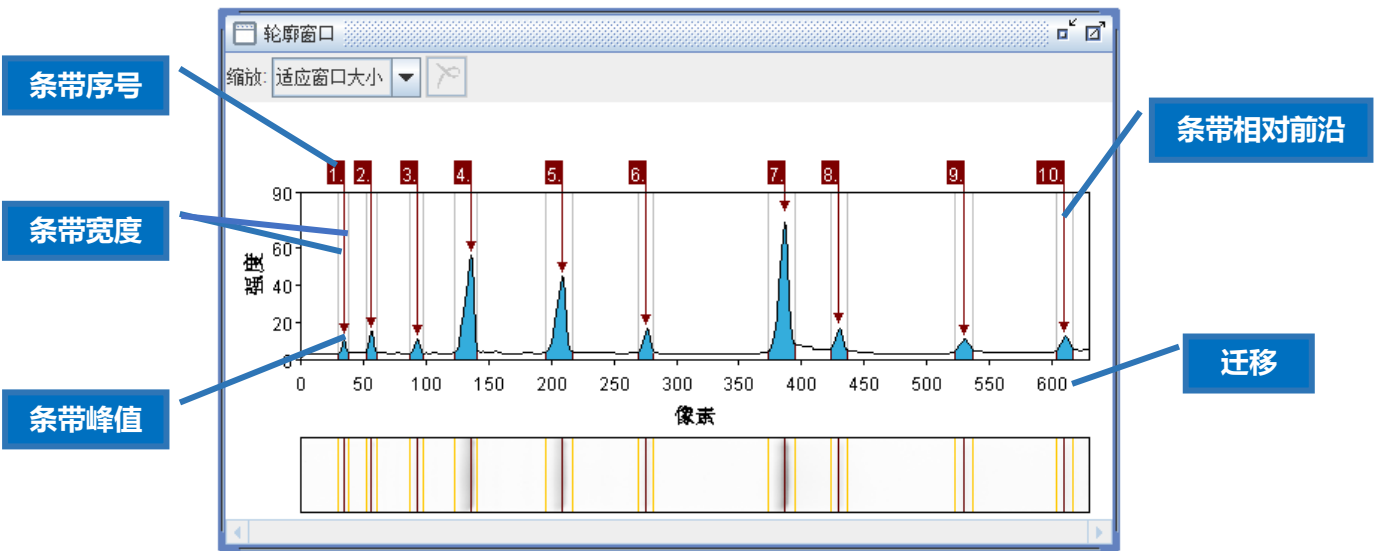 轮廓窗口
缩放: 适应窗口大小
条带序号
条带宽度
条带峰值
条带相对前沿
迁移
1. 2. 3. 4. 5. 6. 7. 8. 9. 10.
90
60
40
20
0
强度
0 50 100 150 200 250 300 350 400 450 500 550 600
像素